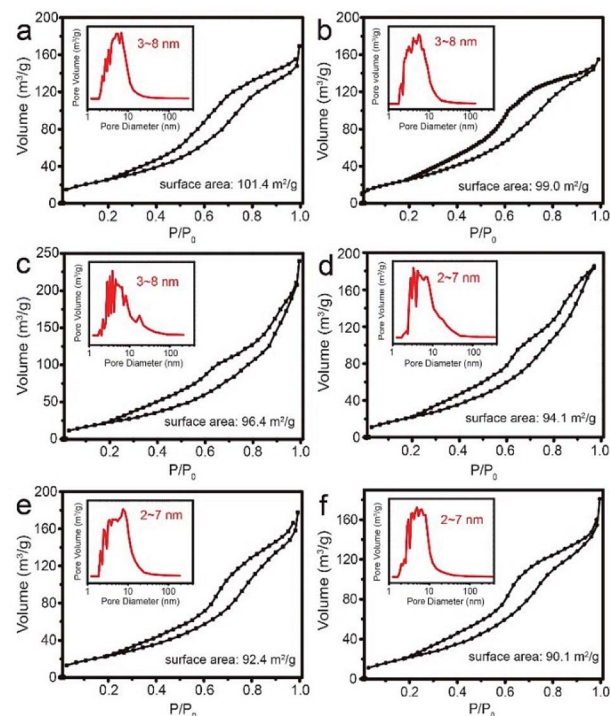 a
b
Volume (m³/g)
200
160
120
80
40
0
Pore Volume (m³/g)
3~8 nm
1
10
100
Pore Diameter (nm)
surface area: 101.4 m²/g
0.2 0.4 0.6 0.8 1.0
P/P₀
Volume (m³/g)
200
160
120
80
40
0
Pore Volume (m³/g)
3~8 nm
1
10
100
Pore Diameter (nm)
surface area: 99.0 m²/g
0.0 0.2 0.4 0.6 0.8 1.0
P/P₀
c
d
Volume (m³/g)
250
200
150
100
50
0
Pore Volume (m³/g)
3~8 nm
1
10
100
Pore Diameter (nm)
surface area: 96.4 m²/g
0.2 0.4 0.6 0.8 1.0
P/P₀
Volume (m³/g)
200
160
120
80
40
0
Pore Volume (m³/g)
2~7 nm
1
10
100
Pore Diameter (nm)
surface area: 94.1 m²/g
0.2 0.4 0.6 0.8 1.0
P/P₀
e
f
Volume (m³/g)
200
160
120
80
40
0
Pore Volume (m³/g)
2~7 nm
1
10
100
Pore Diameter (nm)
surface area: 92.4 m²/g
0.2 0.4 0.6 0.8 1.0
P/P₀
Volume (m³/g)
160
120
80
40
0
Pore Volume (m³/g)
2~7 nm
1
10
100
Pore Diameter (nm)
surface area: 90.1 m²/g
0.2 0.4 0.6 0.8 1.0
P/P₀